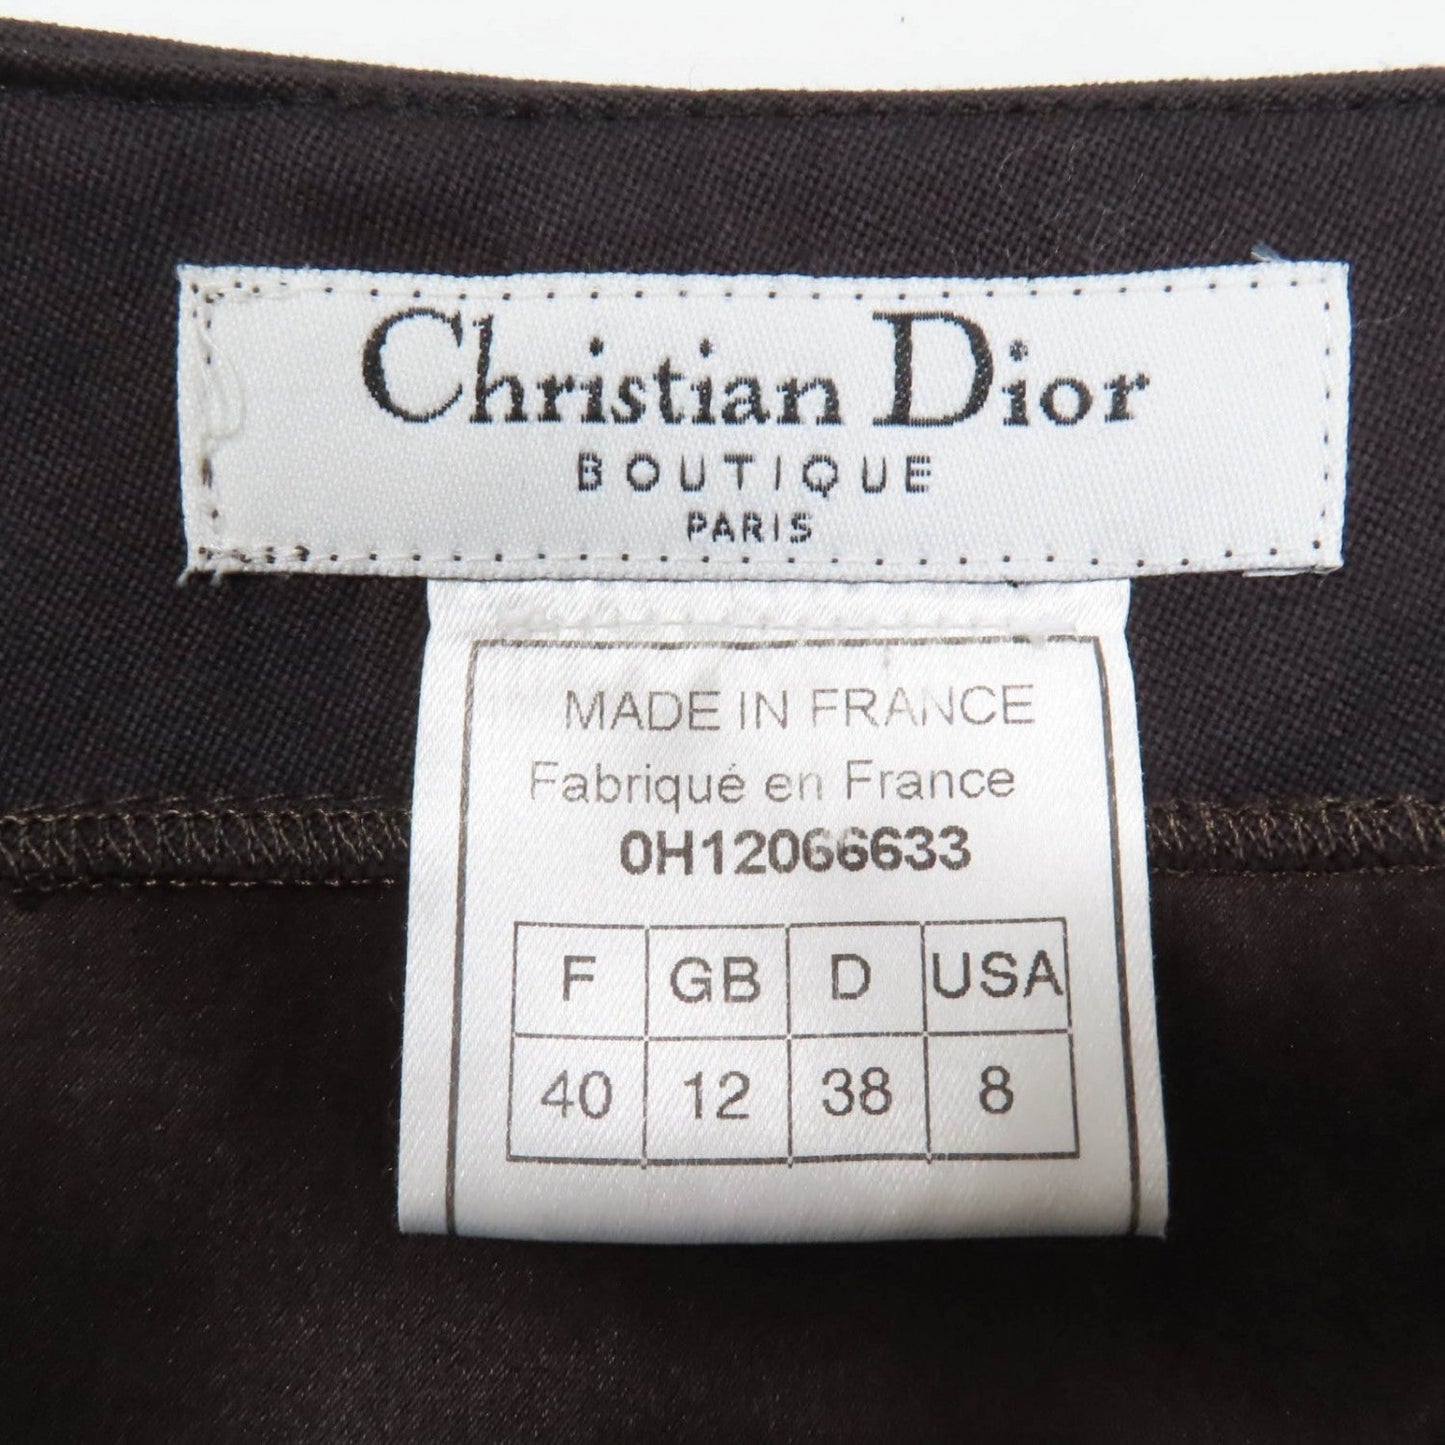 Christian Dior
BOUTIQUE
PARIS
MADE IN FRANCE
Fabriqué en France
0H12066633
F GB D USA
40 12 38 8